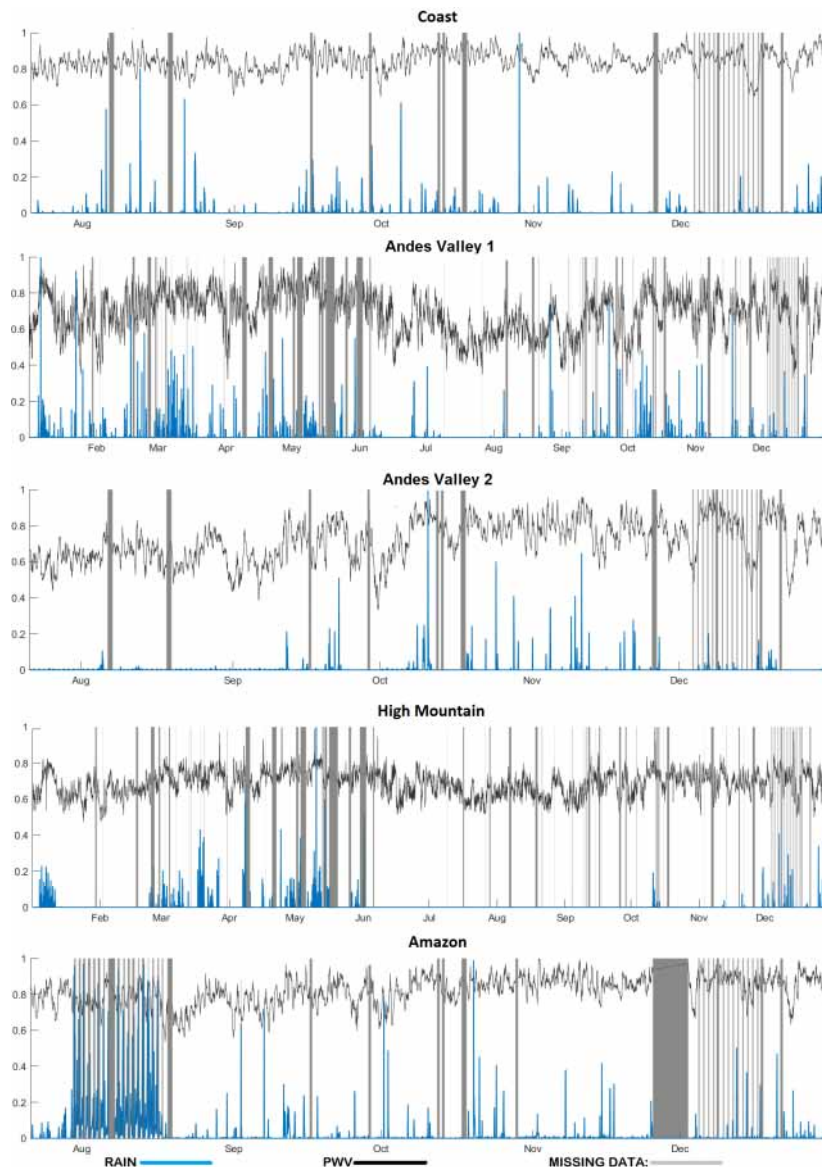 Coast
1
0.8
0.6
0.4
0.2
0
Aug Sep Oct Nov Dec
Andes Valley 1
1
0.8
0.6
0.4
0.2
0
Feb Mar Apr May Jun Jul Aug Sep Oct Nov Dec
Andes Valley 2
1
0.8
0.6
0.4
0.2
0
Aug Sep Oct Nov Dec
High Mountain
1
0.8
0.6
0.4
0.2
0
Feb Mar Apr May Jun Jul Aug Sep Oct Nov Dec
Amazon
1
0.8
0.6
0.4
0.2
0
Aug Sep Oct Nov Dec
RAIN PWV MISSING DATA: